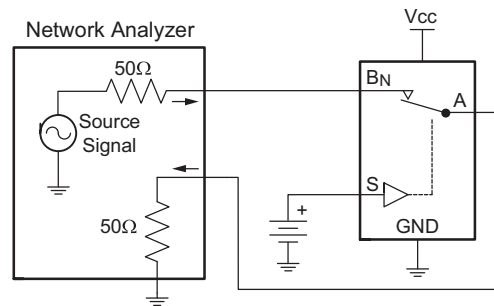 Network Analyzer
50Ω
Source
Signal
50Ω
+
Vcc
BN
A
S
GND